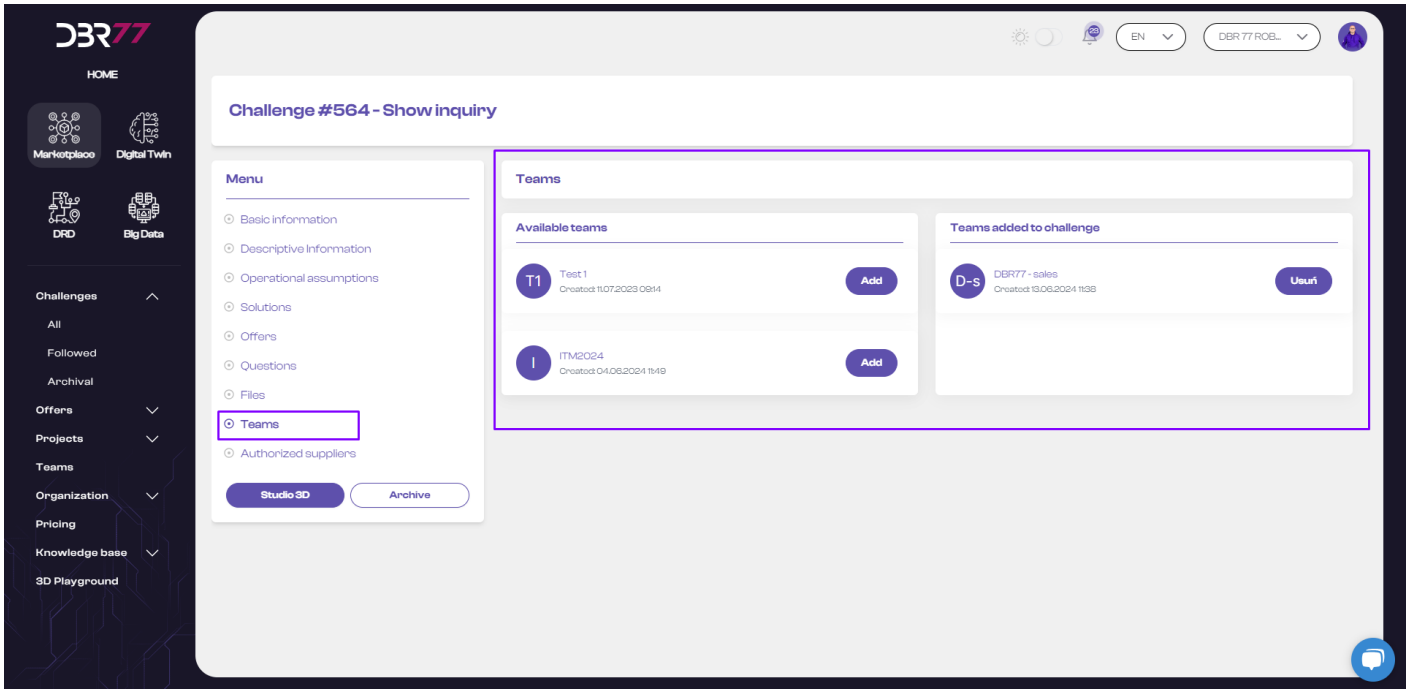 DBR77
HOME
Marketplace
Digital Twin
DRD
Big Data
Challenges
All
Followed
Archival
Offers
Projects
Teams
Organization
Pricing
Knowledge base
3D Playground
23
EN
DBR 77 ROB...
Challenge #564 - Show inquiry
Menu
Basic information
Descriptive Information
Operational assumptions
Solutions
Offers
Questions
Files
Teams
Authorized suppliers
Studio 3D
Archive
Teams
Available teams
T1
Test 1
Created: 11.07.2023 09:14
Add
I
ITM2024
Created: 04.06.2024 11:49
Add
Teams added to challenge
D-s
DBR77 - sales
Created: 13.06.2024 11:38
Usuń